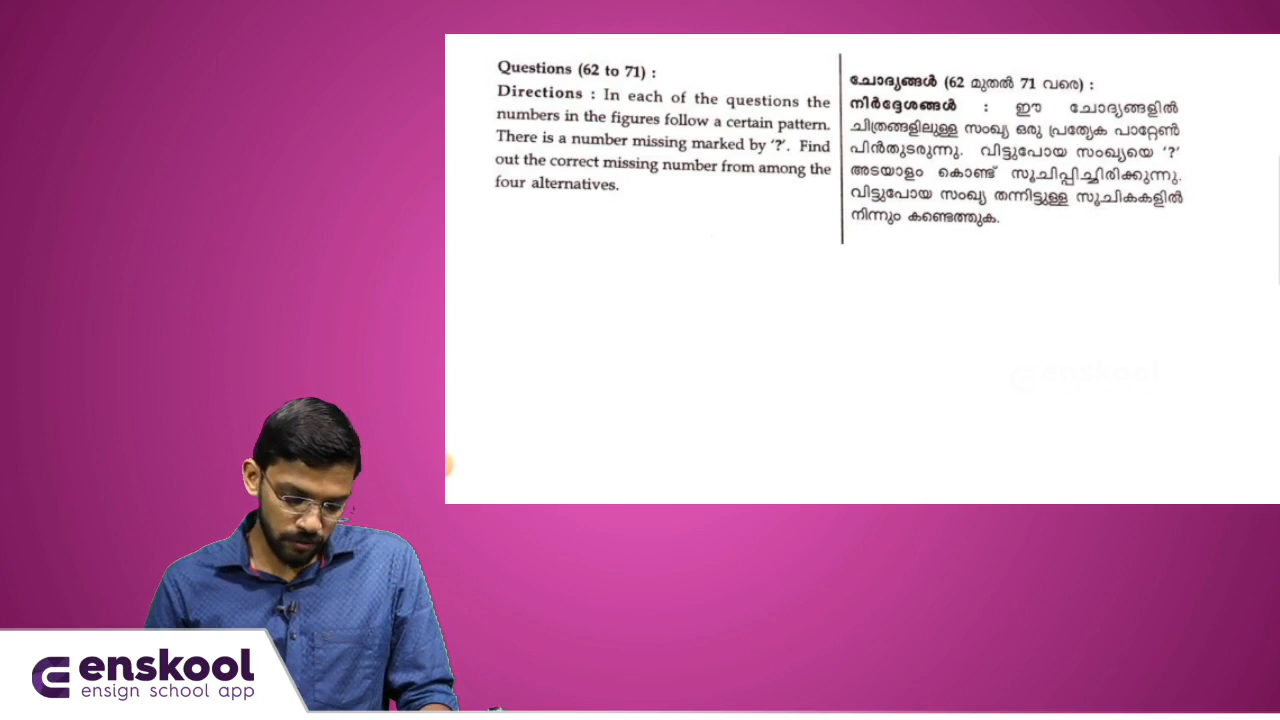 Questions (62 to 71) :
Directions : In each of the questions the
numbers in the figures follow a certain pattern.
There is a number missing marked by '?'. Find
out the correct missing number from among the
four alternatives.
ചോദ്യങ്ങൾ (62 മുതൽ 71 വരെ) :
നിർദ്ദേശങ്ങൾ : ഈ ചോദ്യങ്ങളിൽ
ചിത്രങ്ങളിലുള്ള സംഖ്യ ഒരു പ്രത്യേക പാറ്റേൺ
പിൻതുടരുന്നു. വിട്ടുപോയ സംഖ്യയെ '?'
അടയാളം കൊണ്ട് സൂചിപ്പിച്ചിരിക്കുന്നു.
വിട്ടുപോയ സംഖ്യ തന്നിട്ടുള്ള സൂചികകളിൽ
നിന്നും കണ്ടെത്തുക.
enskool
enskool
ensign school app